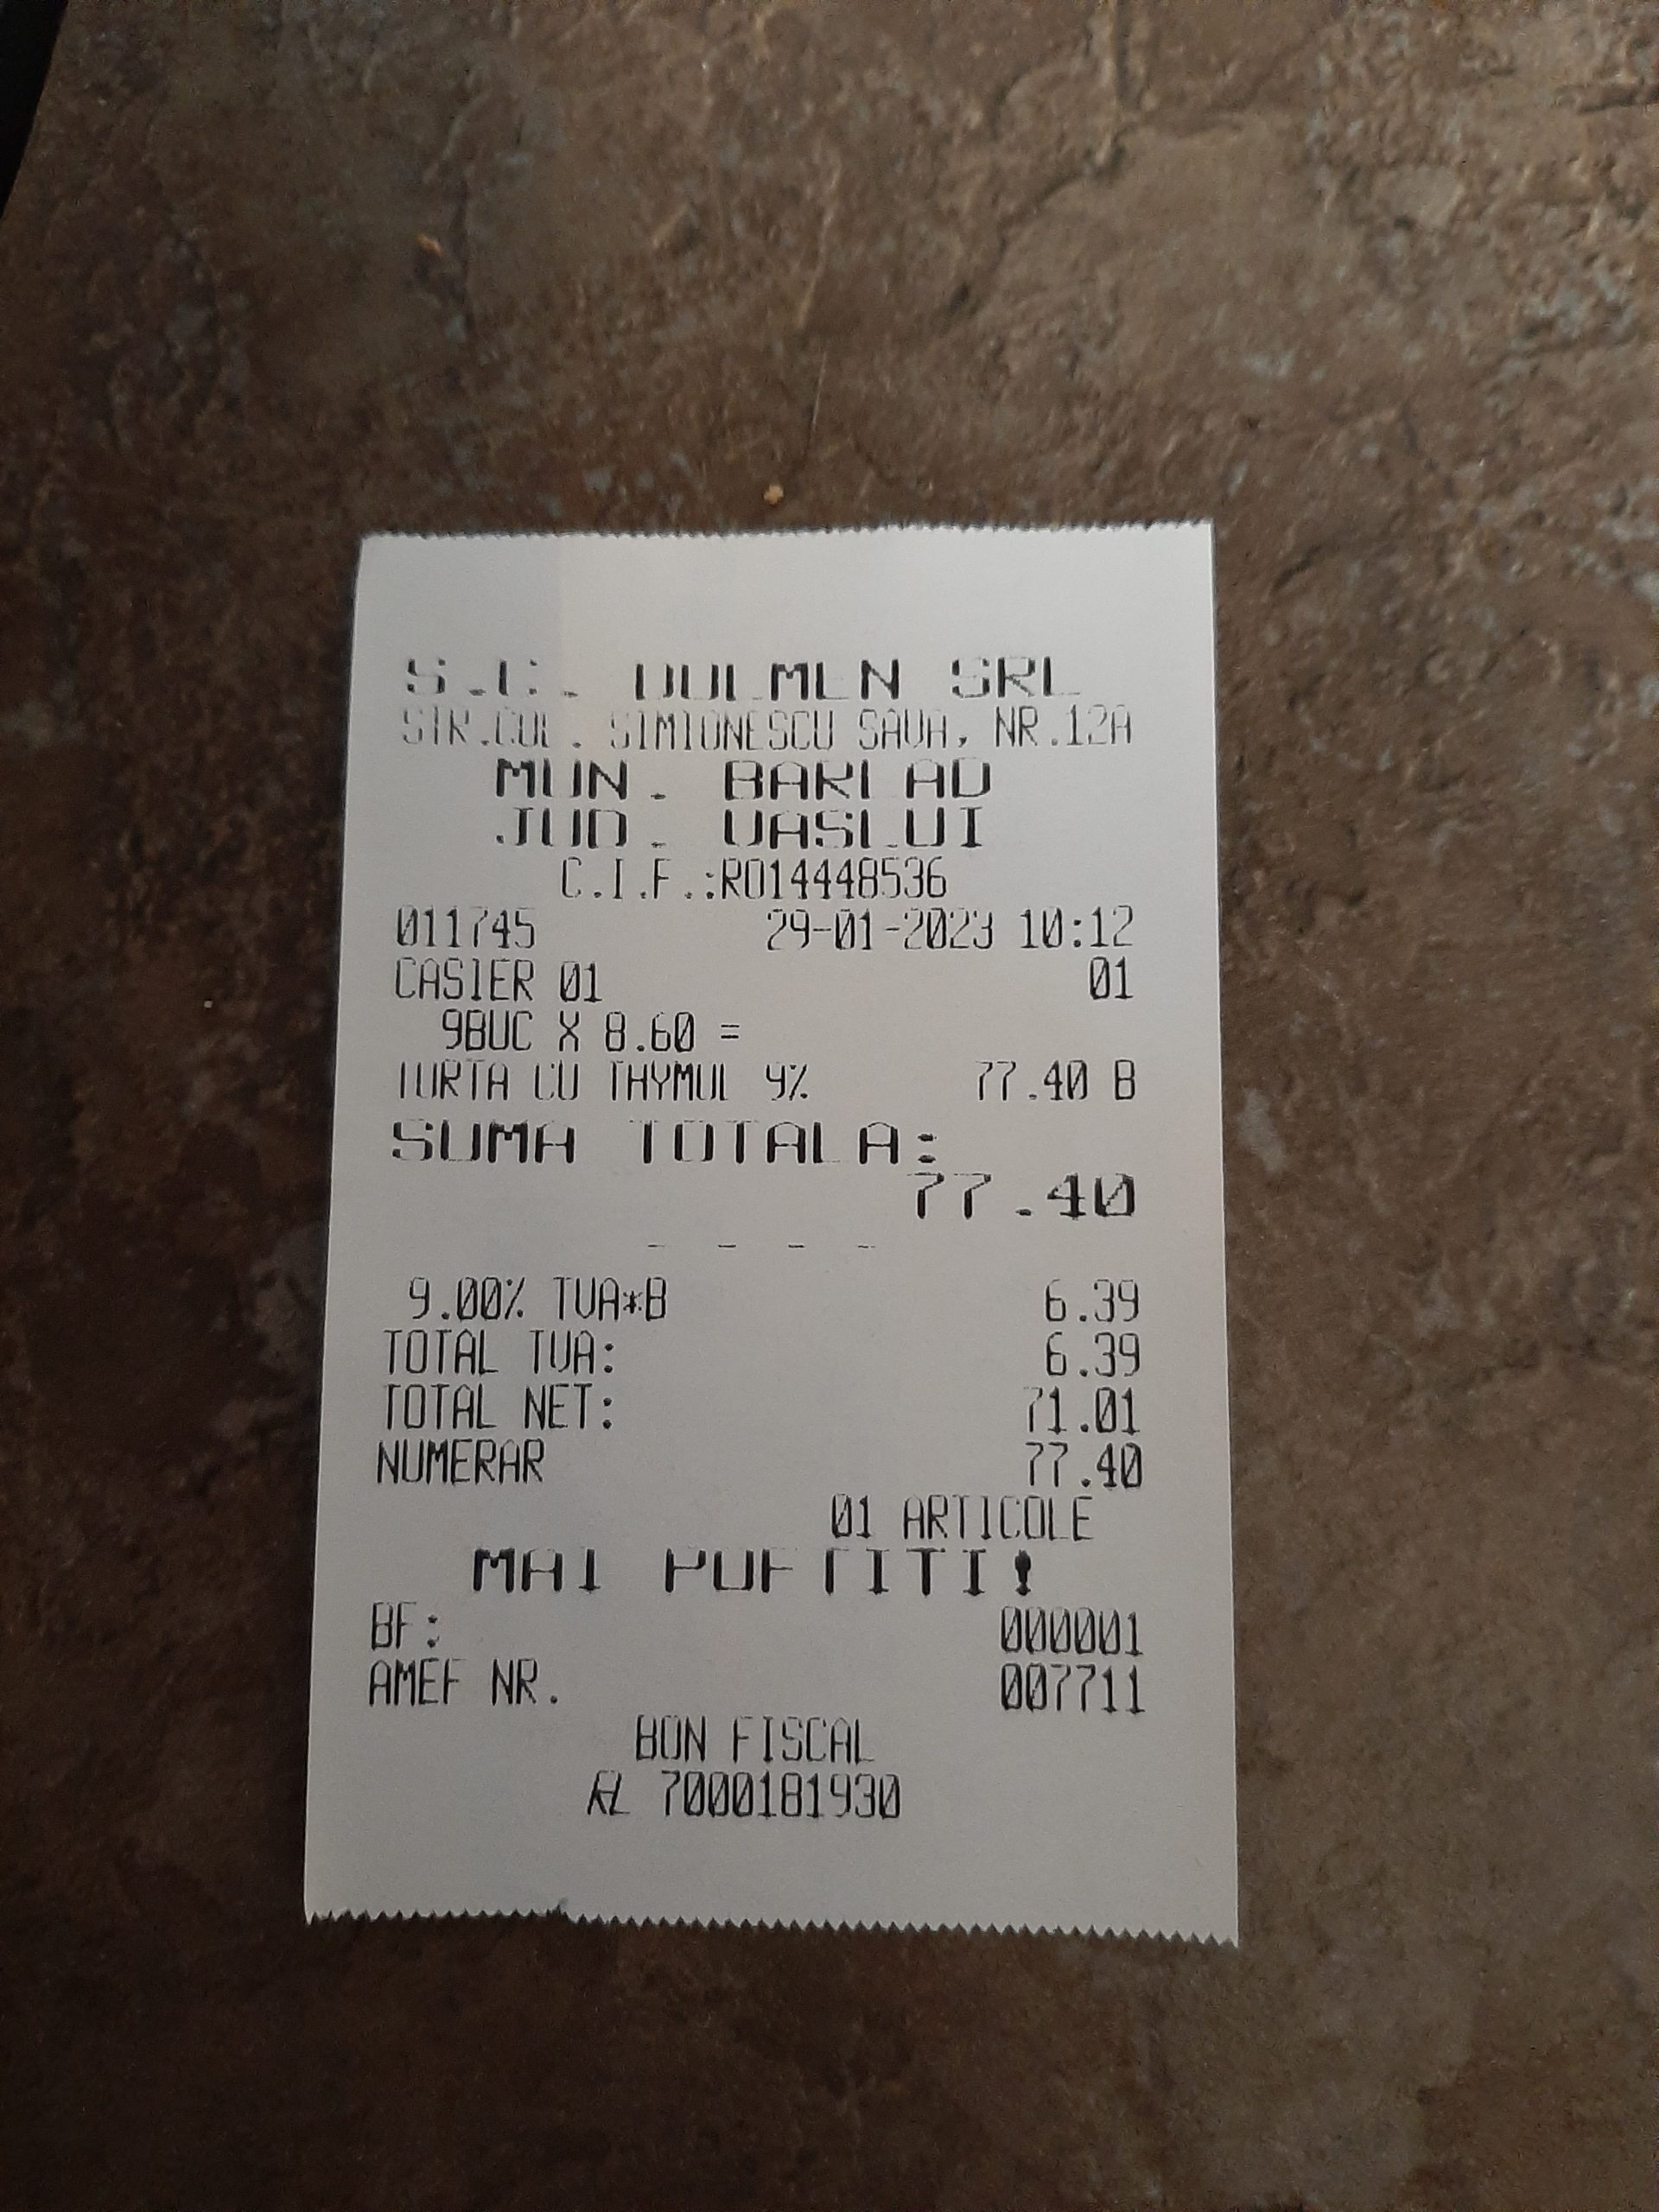 S.C. DOLMEN SRL
STR.COL. SIMIONESCU SAVA, NR.12A
MUN. BARLAD
JUD. VASLUI
C.I.F.:RO14448536
011745 29-01-2023 10:12
CASIER 01 01
9BUC X 8.60 =
TURTA CU THYMOL 9% 77.40 B
SUMA TOTALA:
77.40
- - - -
9.00% TVA*B 6.39
TOTAL TVA: 6.39
TOTAL NET: 71.01
NUMERAR 77.40
01 ARTICOLE
MAI POFTITI!
BF: 000001
AMEF NR. 007711
BON FISCAL
7000181930